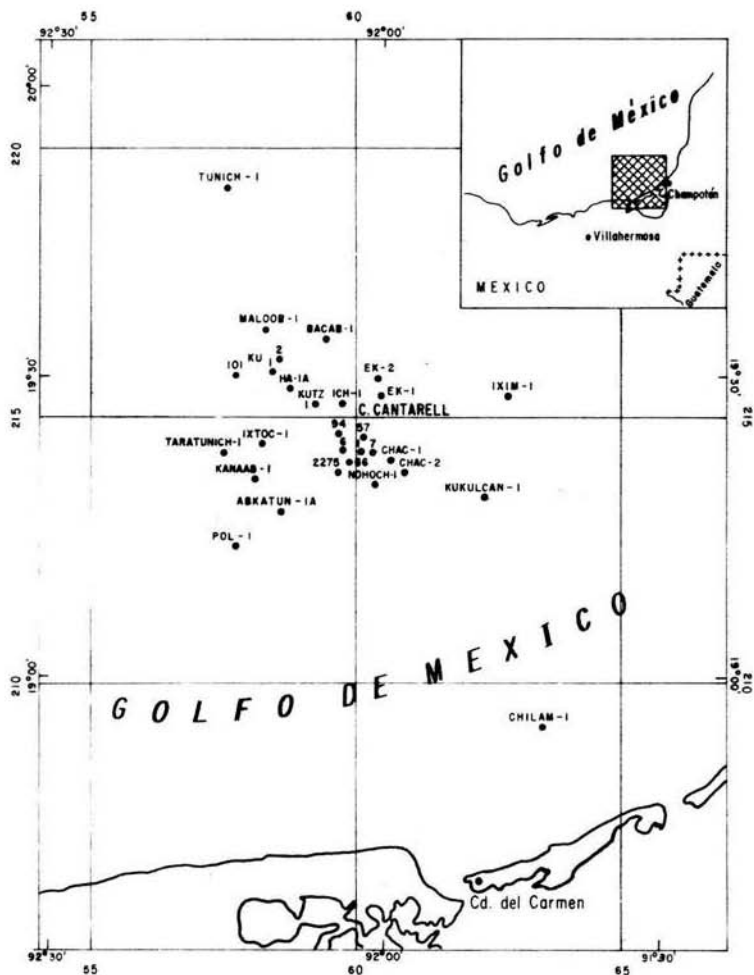 55
60
92°30'
92°00'
20°00'
220
Golfo de México
Champotón
Villahermosa
MEXICO
Guatemala
TUNICH-1
MALOOB-1
BACAB-1
KU
2
1
101
19°30'
HA-1A
EK-2
19°30'
KUTZ
1
ICH-1
EK-1
IXIM-1
C. CANTARELL
215
215
94
57
IXTOC-1
TARATUNICH-1
6
1
7
CHAC-1
KANAAB-1
2275
86
CHAC-2
NOHOCH-1
KUKULCAN-1
ABKATUN-1A
POL-1
GOLFO DE MEXICO
210
19°00'
19°00'
210
CHILAM-1
Cd. del Carmen
92°30'
55
60
92°00'
65
91°30'